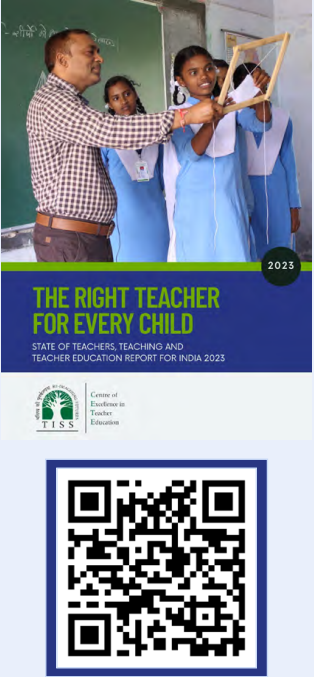 2023
THE RIGHT TEACHER
FOR EVERY CHILD
STATE OF TEACHERS, TEACHING AND
TEACHER EDUCATION REPORT FOR INDIA 2023
TISS
Centre of
Excellence in
Teacher
Education